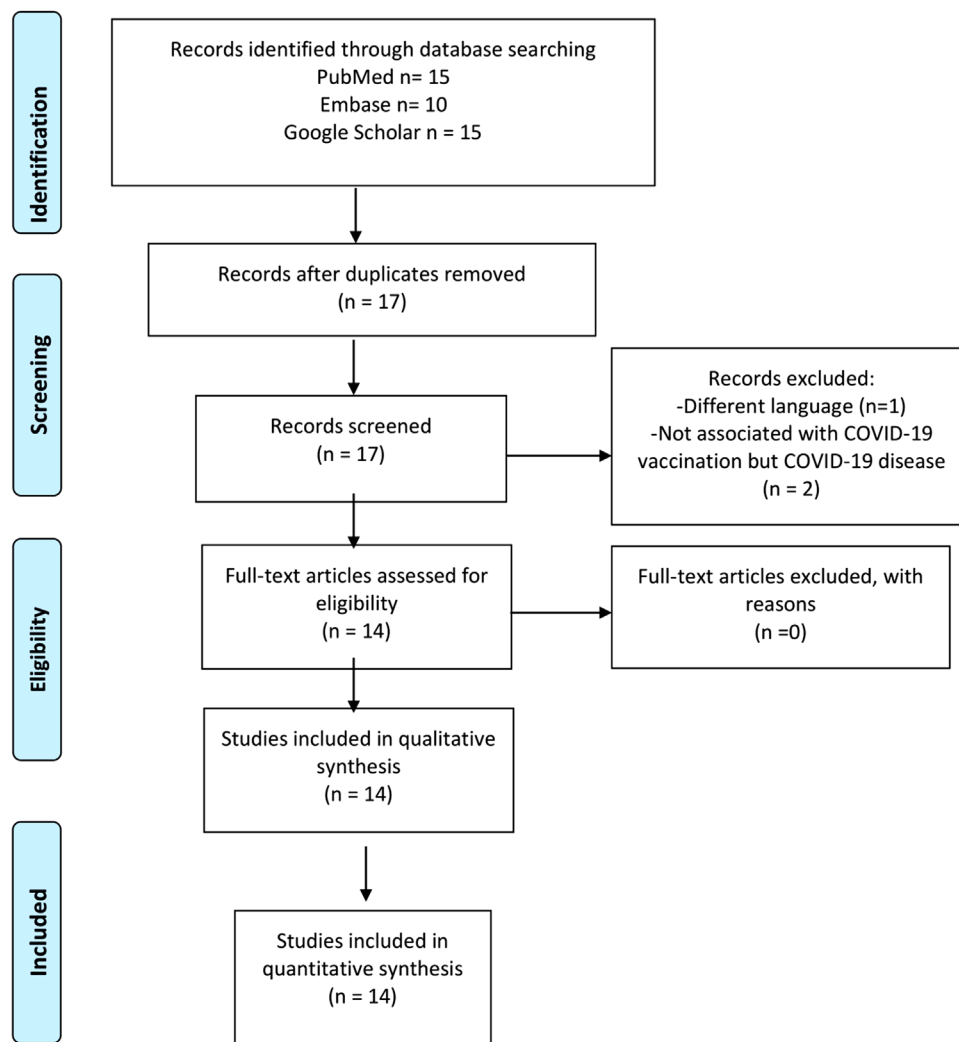 Identification
Records identified through database searching
PubMed n= 15
Embase n= 10
Google Scholar n = 15
Records after duplicates removed
(n = 17)
Screening
Records screened
(n = 17)
Records excluded:
-Different language (n=1)
-Not associated with COVID-19
vaccination but COVID-19 disease
(n = 2)
Eligibility
Full-text articles assessed for
eligibility
(n = 14)
Full-text articles excluded, with
reasons
(n =0)
Studies included in qualitative
synthesis
(n = 14)
Included
Studies included in
quantitative synthesis
(n = 14)